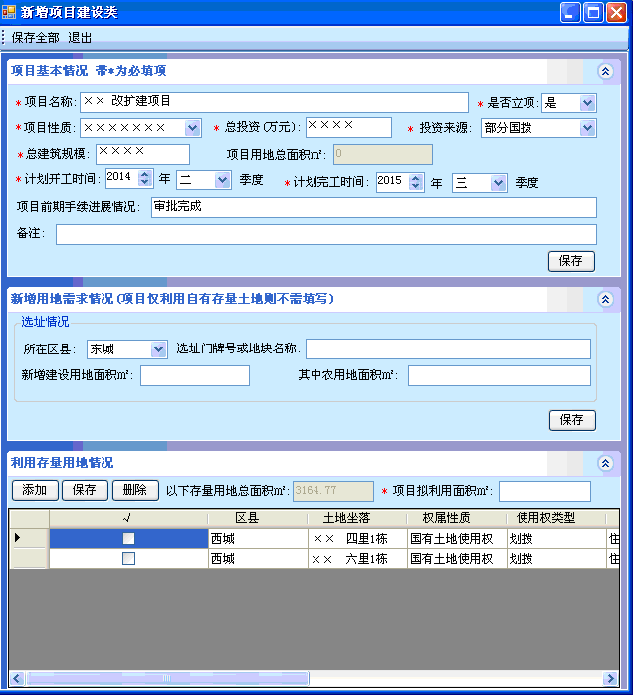 新增项目建设类
保存全部 退出
项目基本情况 带*为必填项
*项目名称: ×× 改扩建项目 *是否立项: 是
*项目性质: ××××××× *总投资(万元): ×××× *投资来源: 部分国拨
*总建筑规模: ×××× 项目用地总面积㎡: 0
*计划开工时间: 2014 年 二 季度 *计划完工时间: 2015 年 三 季度
项目前期手续进展情况: 审批完成
备注:
保存
新增用地需求情况(项目仅利用自有存量土地则不需填写)
选址情况
所在区县: 东城 选址门牌号或地块名称:
新增建设用地面积㎡: 其中农用地面积㎡:
保存
利用存量用地情况
添加 保存 删除 以下存量用地总面积㎡: 3164.77 *项目拟利用面积㎡:
√ 区县 土地坐落 权属性质 使用权类型
西城 ×× 四里1栋 国有土地使用权 划拨 住
西城 ×× 六里1栋 国有土地使用权 划拨 住